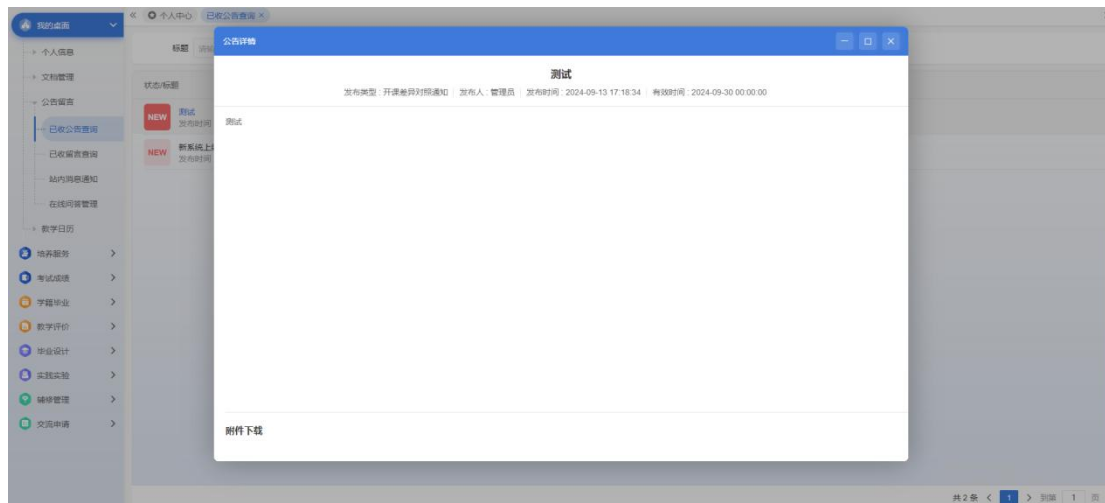 我的桌面
« 个人中心 已收公告查询 ×
个人信息
文档管理
公告留言
已收公告查询
已收留言查询
站内消息通知
在线问答管理
教学日历
培养服务
考试成绩
学籍毕业
教学评价
毕业设计
实践实验
辅修管理
交流申请
标题
状态/标题
NEW 测试
发布时间
NEW 新系统上
发布时间
公告详情
测试
发布类型 : 开课差异对照通知 发布人 : 管理员 发布时间 : 2024-09-13 17:18:34 有效时间 : 2024-09-30 00:00:00
测试
附件下载
共 2 条 < 1 > 到第 1 页